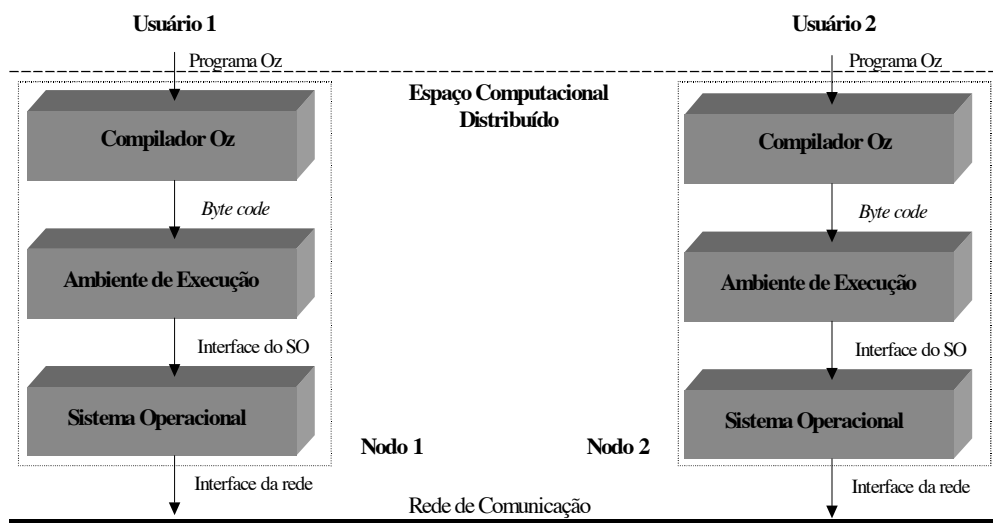 Usuário 1
Usuário 2
Programa Oz
Programa Oz
Espaço Computacional
Distribuído
Compilador Oz
Compilador Oz
Byte code
Byte code
Ambiente de Execução
Ambiente de Execução
Interface do SO
Interface do SO
Sistema Operacional
Sistema Operacional
Nodo 1
Nodo 2
Interface da rede
Interface da rede
Rede de Comunicação